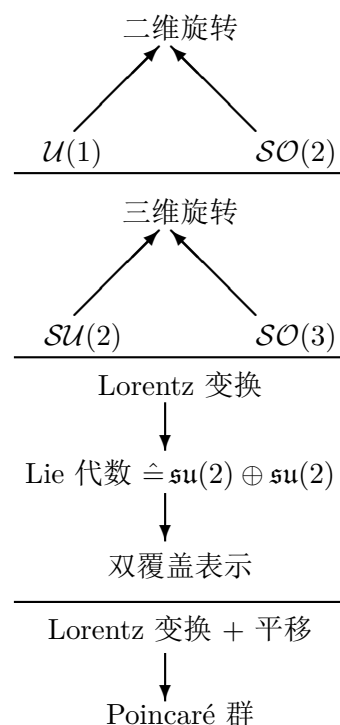 二维旋转
𝒰(1) 𝒮𝒪(2)
三维旋转
𝒮𝒰(2) 𝒮𝒪(3)
Lorentz 变换
Lie 代数 ≙ 𝔰𝔲(2) ⊕ 𝔰𝔲(2)
双覆盖表示
Lorentz 变换 + 平移
Poincaré 群